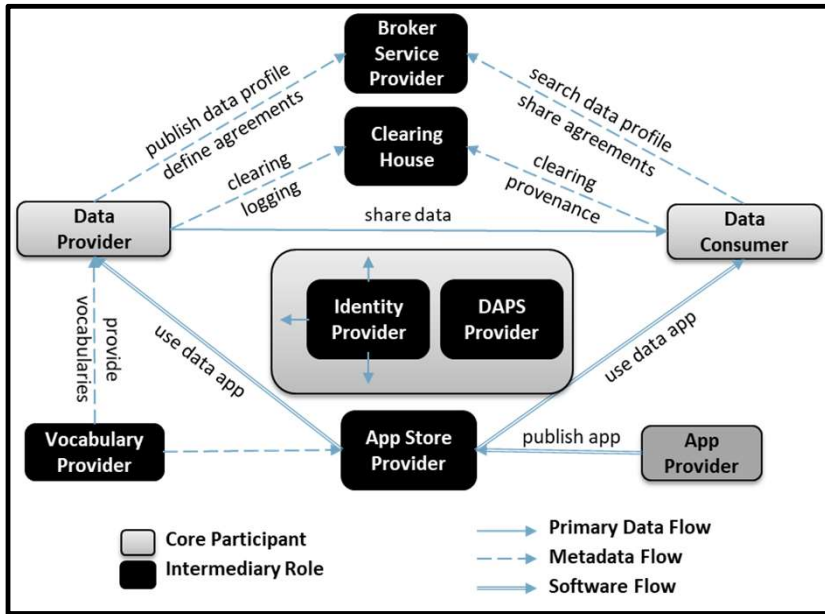 Broker
Service
Provider
publish data profile
define agreements
search data profile
share agreements
Clearing
House
clearing
logging
clearing
provenance
Data
Provider
share data
Data
Consumer
Identity
Provider
DAPS
Provider
provide
vocabularies
use data app
use data app
Vocabulary
Provider
App Store
Provider
publish app
App
Provider
Core Participant
Intermediary Role
Primary Data Flow
Metadata Flow
Software Flow